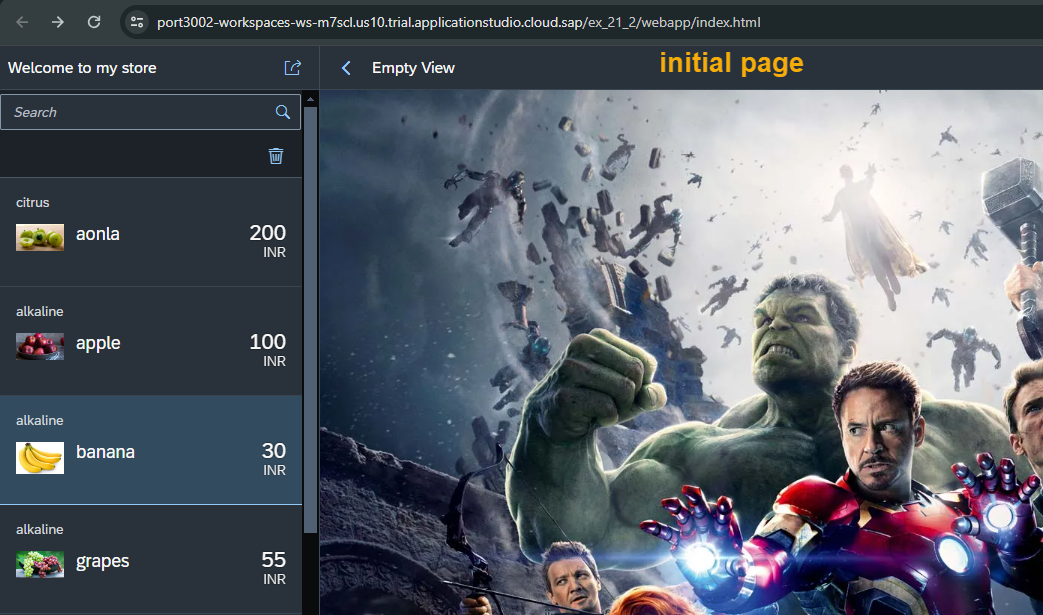 port3002-workspaces-ws-m7scl.us10.trial.applicationstudio.cloud.sap/ex_21_2/webapp/index.html
Welcome to my store
Empty View
initial page
Search
citrus
aonla
200
INR
alkaline
apple
100
INR
alkaline
banana
30
INR
alkaline
grapes
55
INR